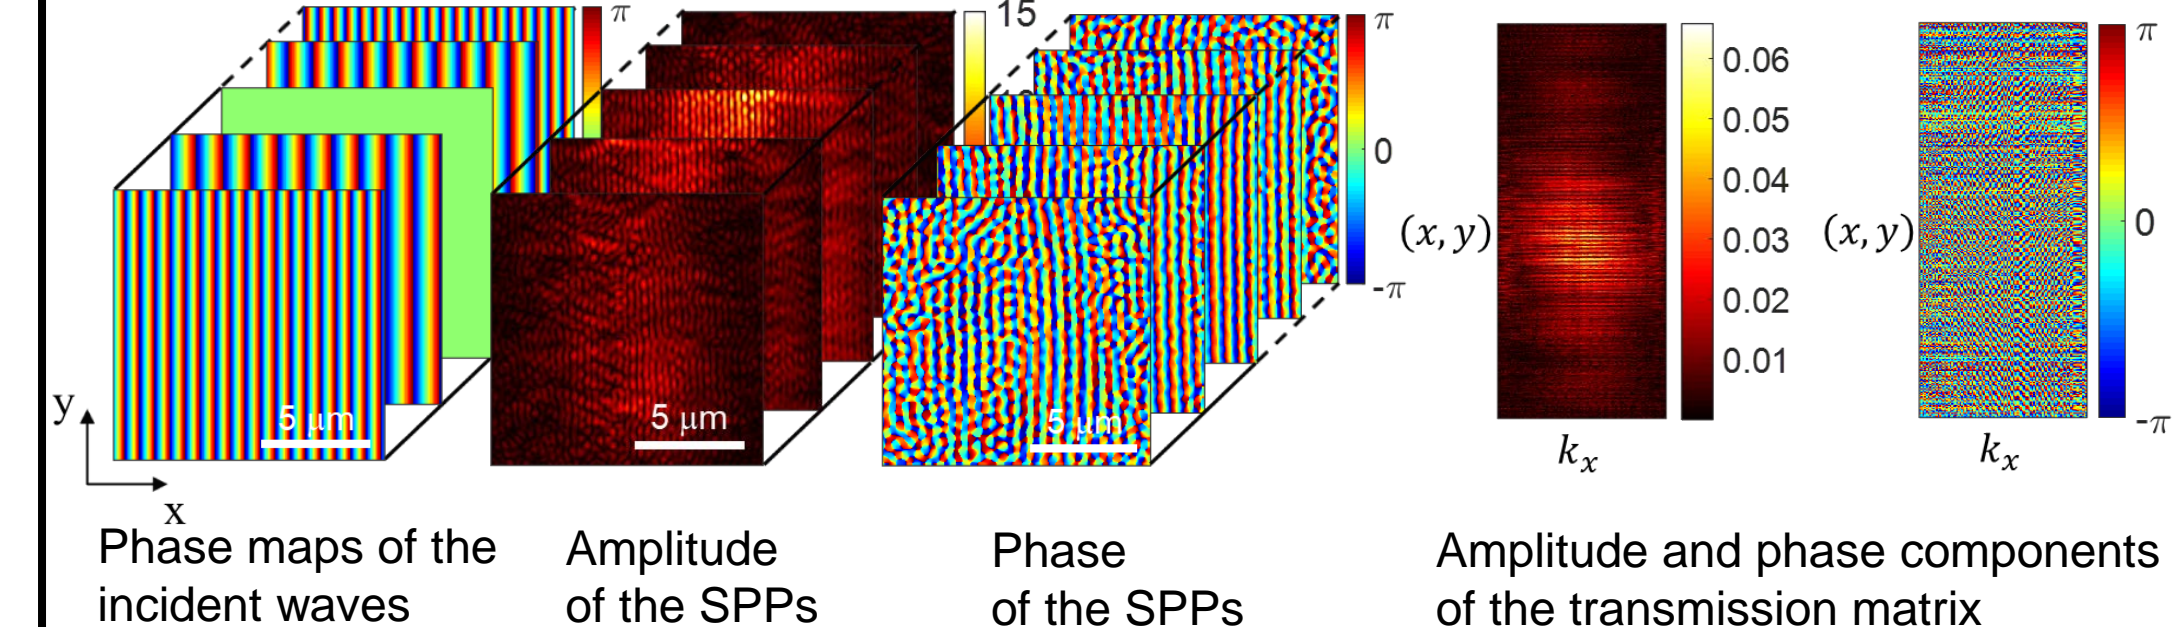 π
15
π
0
-π
5 μm
5 μm
5 μm
y
x
(x, y)
0.06
0.05
0.04
0.03
0.02
0.01
k_x
(x, y)
π
0
-π
k_x
Phase maps of the
incident waves
Amplitude
of the SPPs
Phase
of the SPPs
Amplitude and phase components
of the transmission matrix